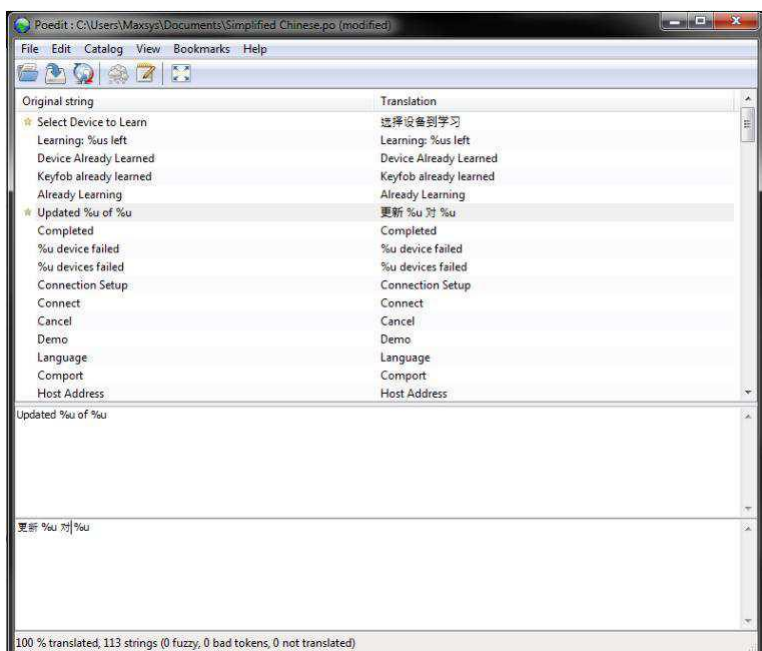 Poedit : C:\Users\Maxsys\Documents\Simplified Chinese.po (modified)
File Edit Catalog View Bookmarks Help
Original string Translation
Select Device to Learn 选择设备到学习
Learning: %us left Learning: %us left
Device Already Learned Device Already Learned
Keyfob already learned Keyfob already learned
Already Learning Already Learning
Updated %u of %u 更新 %u 对 %u
Completed Completed
%u device failed %u device failed
%u devices failed %u devices failed
Connection Setup Connection Setup
Connect Connect
Cancel Cancel
Demo Demo
Language Language
Comport Comport
Host Address Host Address
Updated %u of %u
更新 %u 对 %u
100 % translated, 113 strings (0 fuzzy, 0 bad tokens, 0 not translated)